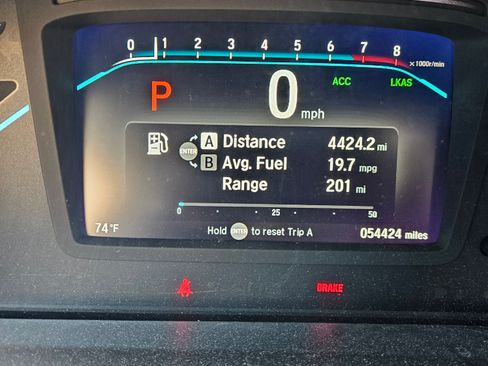 0 1 2 3 4 5 6 7 8 ×1000r/min
P 0 mph ACC LKAS
A Distance 4424.2 mi
ENTER
B Avg. Fuel 19.7 mpg
Range 201 mi
0 25 50
74°F Hold ENTER to reset Trip A 054424 miles
BRAKE